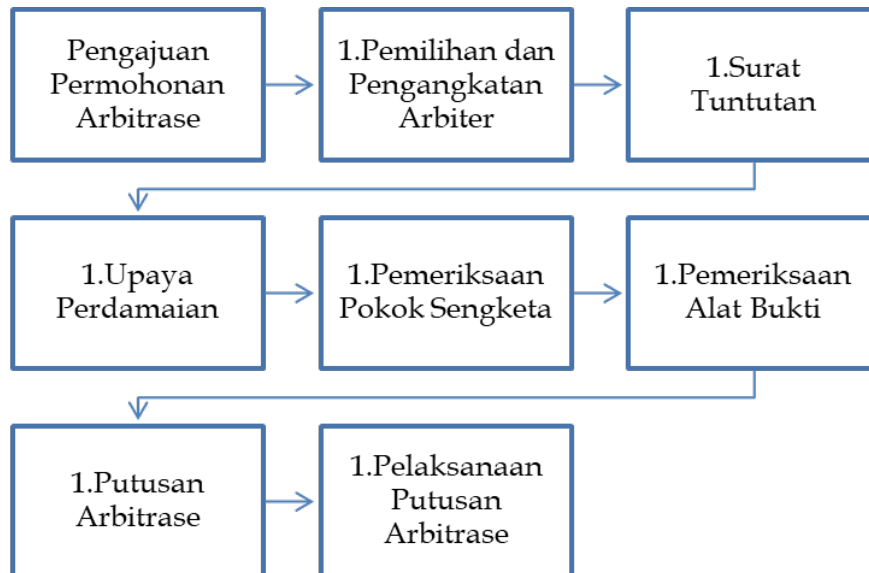 Pengajuan
Permohonan
Arbitrase
1.Pemilihan dan
Pengangkatan
Arbiter
1.Surat
Tuntutan
1.Upaya
Perdamaian
1.Pemeriksaan
Pokok Sengketa
1.Pemeriksaan
Alat Bukti
1.Putusan
Arbitrase
1.Pelaksanaan
Putusan
Arbitrase